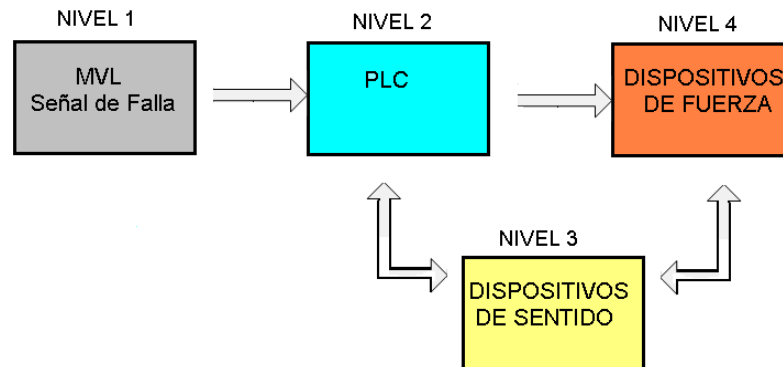 NIVEL 1
MVL
Señal de Falla
NIVEL 2
PLC
NIVEL 4
DISPOSITIVOS
DE FUERZA
NIVEL 3
DISPOSITIVOS
DE SENTIDO